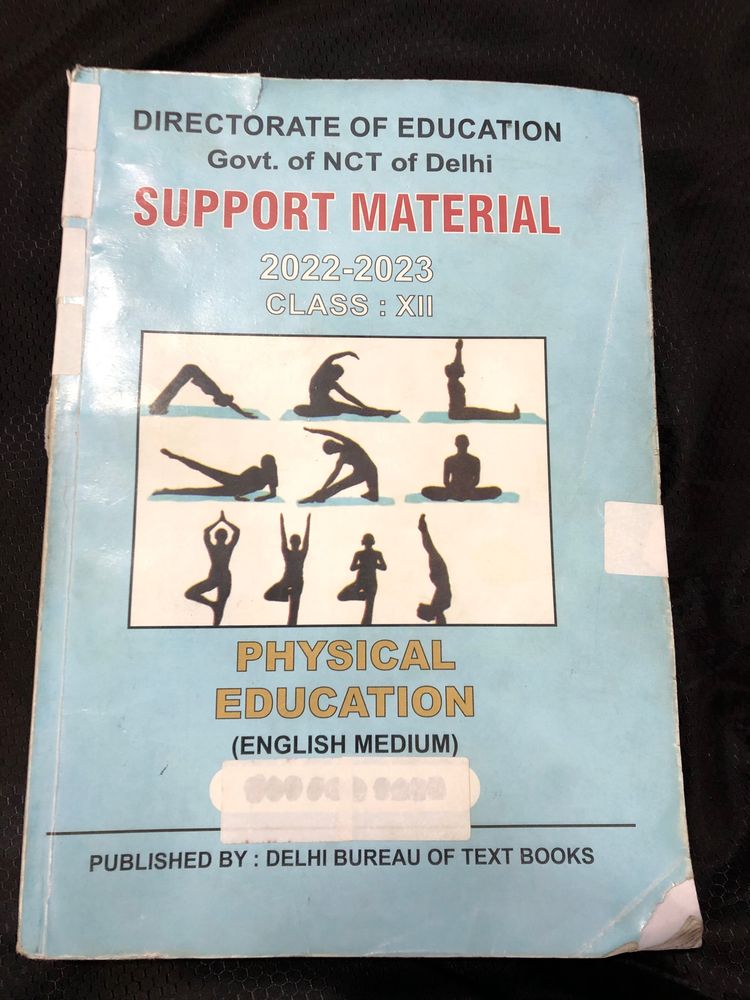 DIRECTORATE OF EDUCATION
Govt. of NCT of Delhi
SUPPORT MATERIAL
2022-2023
CLASS : XII
PHYSICAL
EDUCATION
(ENGLISH MEDIUM)
PUBLISHED BY : DELHI BUREAU OF TEXT BOOKS